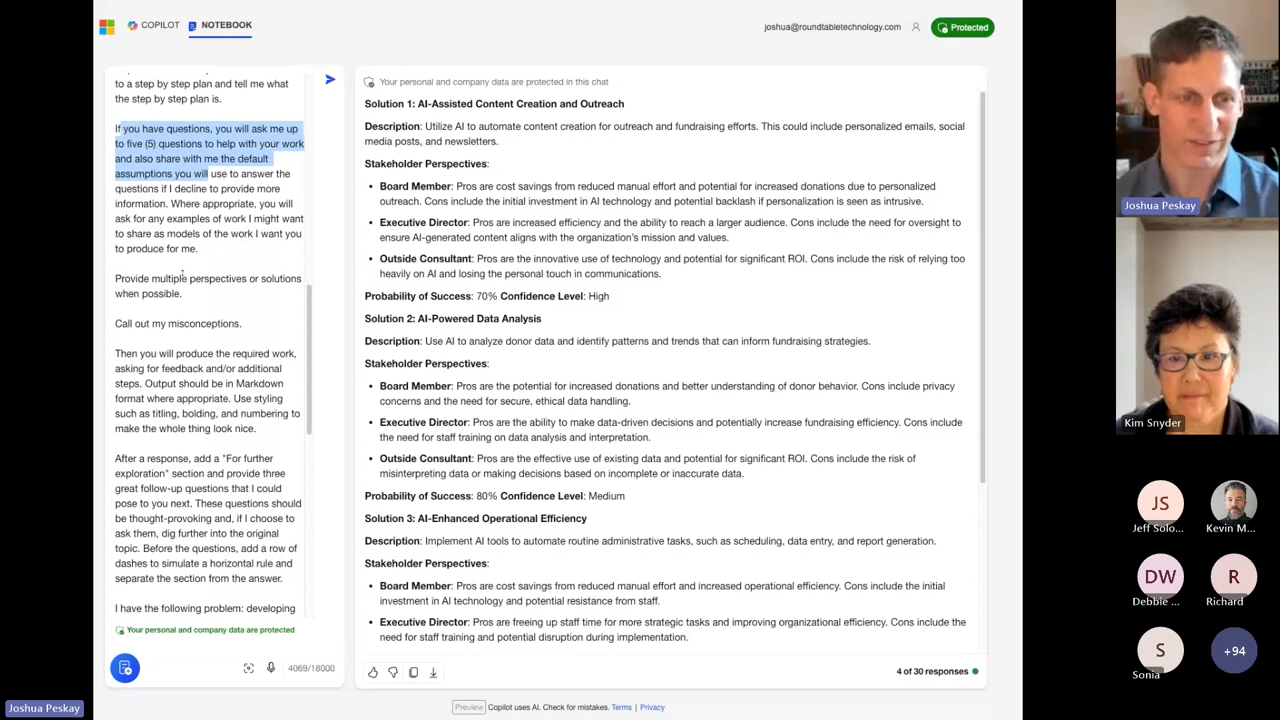 COPILOT
NOTEBOOK
joshua@roundtabletechnology.com
Protected
to a step by step plan and tell me what
the step by step plan is.
If you have questions, you will ask me up
to five (5) questions to help with your work
and also share with me the default
assumptions you will use to answer the
questions if I decline to provide more
information. Where appropriate, you will
ask for any examples of work I might want
to share as models of the work I want you
to produce for me.
Provide multiple perspectives or solutions
when possible.
Call out my misconceptions.
Then you will produce the required work,
asking for feedback and/or additional
steps. Output should be in Markdown
format where appropriate. Use styling
such as titling, bolding, and numbering to
make the whole thing look nice.
After a response, add a "For further
exploration" section and provide three
great follow-up questions that I could
pose to you next. These questions should
be thought-provoking and, if I choose to
ask them, dig further into the original
topic. Before the questions, add a row of
dashes to simulate a horizontal rule and
separate the section from the answer.
I have the following problem: developing
Your personal and company data are protected
4069/18000
Your personal and company data are protected in this chat
Solution 1: AI-Assisted Content Creation and Outreach
Description: Utilize AI to automate content creation for outreach and fundraising efforts. This could include personalized emails, social
media posts, and newsletters.
Stakeholder Perspectives:
• Board Member: Pros are cost savings from reduced manual effort and potential for increased donations due to personalized
outreach. Cons include the initial investment in AI technology and potential backlash if personalization is seen as intrusive.
• Executive Director: Pros are increased efficiency and the ability to reach a larger audience. Cons include the need for oversight to
ensure AI-generated content aligns with the organization's mission and values.
• Outside Consultant: Pros are the innovative use of technology and potential for significant ROI. Cons include the risk of relying too
heavily on AI and losing the personal touch in communications.
Probability of Success: 70% Confidence Level: High
Solution 2: AI-Powered Data Analysis
Description: Use AI to analyze donor data and identify patterns and trends that can inform fundraising strategies.
Stakeholder Perspectives:
• Board Member: Pros are the potential for increased donations and better understanding of donor behavior. Cons include privacy
concerns and the need for secure, ethical data handling.
• Executive Director: Pros are the ability to make data-driven decisions and potentially increase fundraising efficiency. Cons include
the need for staff training on data analysis and interpretation.
• Outside Consultant: Pros are the effective use of existing data and potential for significant ROI. Cons include the risk of
misinterpreting data or making decisions based on incomplete or inaccurate data.
Probability of Success: 80% Confidence Level: Medium
Solution 3: AI-Enhanced Operational Efficiency
Description: Implement AI tools to automate routine administrative tasks, such as scheduling, data entry, and report generation.
Stakeholder Perspectives:
• Board Member: Pros are cost savings from reduced manual effort and increased operational efficiency. Cons include the initial
investment in AI technology and potential resistance from staff.
• Executive Director: Pros are freeing up staff time for more strategic tasks and improving organizational efficiency. Cons include the
need for staff training and potential disruption during implementation.
4 of 30 responses
Preview Copilot uses AI. Check for mistakes. Terms | Privacy
Joshua Peskay
Joshua Peskay
Kim Snyder
JS
Jeff Solo...
Kevin M...
DW
Debbie ...
R
Richard
S
Sonia
+94